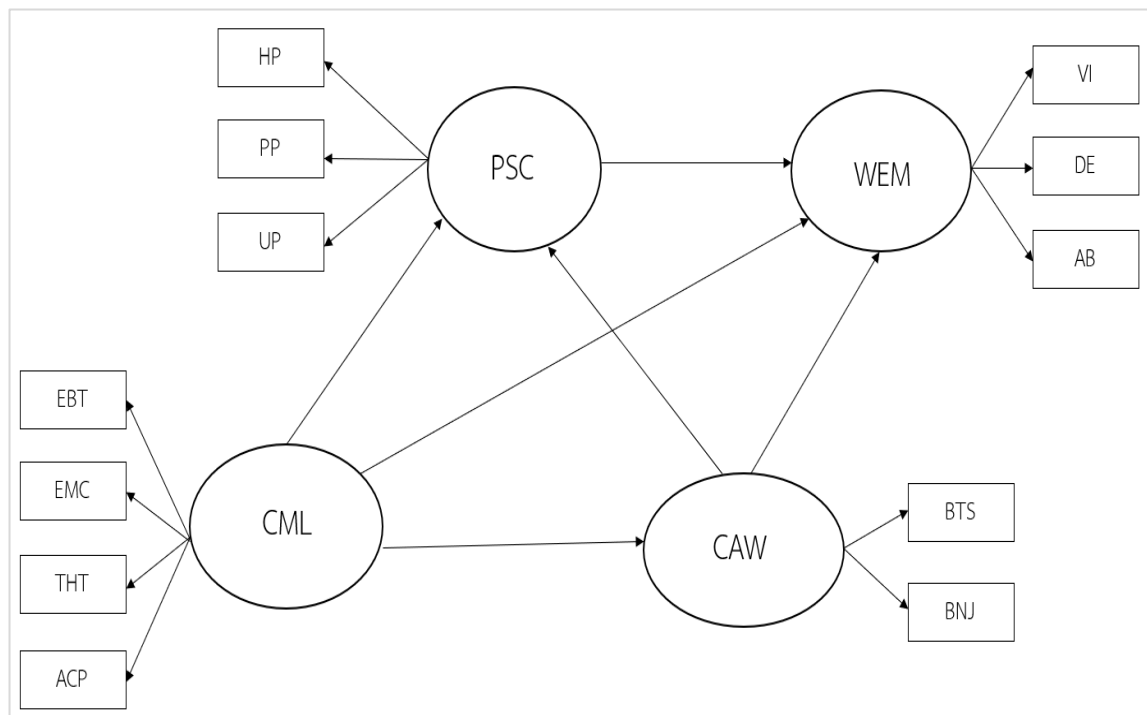 HP
PP
UP
PSC
WEM
VI
DE
AB
EBT
EMC
THT
ACP
CML
CAW
BTS
BNJ